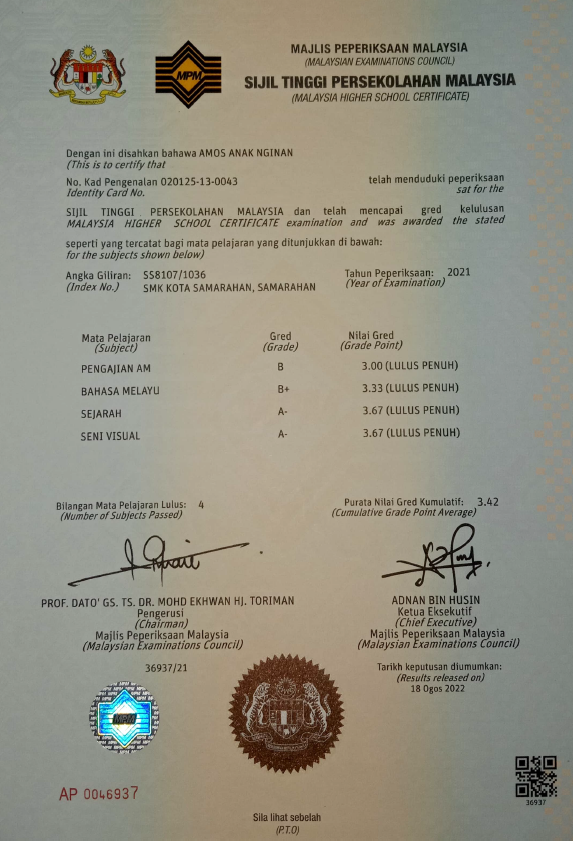 MAJLIS PEPERIKSAAN MALAYSIA
(MALAYSIAN EXAMINATIONS COUNCIL)
SIJIL TINGGI PERSEKOLAHAN MALAYSIA
(MALAYSIA HIGHER SCHOOL CERTIFICATE)
MPM
Dengan ini disahkan bahawa AMOS ANAK NGINAN
(This is to certify that
No. Kad Pengenalan 020125-13-0043 telah menduduki peperiksaan
Identity Card No. sat for the
SIJIL TINGGI PERSEKOLAHAN MALAYSIA dan telah mencapai gred kelulusan
MALAYSIA HIGHER SCHOOL CERTIFICATE examination and was awarded the stated
seperti yang tercatat bagi mata pelajaran yang ditunjukkan di bawah:
for the subjects shown below)
Angka Giliran: SS8107/1036 Tahun Peperiksaan: 2021
(Index No.) SMK KOTA SAMARAHAN, SAMARAHAN (Year of Examination)
Mata Pelajaran Gred Nilai Gred
(Subject) (Grade) (Grade Point)
PENGAJIAN AM B 3.00 (LULUS PENUH)
BAHASA MELAYU B+ 3.33 (LULUS PENUH)
SEJARAH A- 3.67 (LULUS PENUH)
SENI VISUAL A- 3.67 (LULUS PENUH)
Bilangan Mata Pelajaran Lulus: 4 Purata Nilai Gred Kumulatif: 3.42
(Number of Subjects Passed) (Cumulative Grade Point Average)
PROF. DATO' GS. TS. DR. MOHD EKHWAN HJ. TORIMAN ADNAN BIN HUSIN
Pengerusi Ketua Eksekutif
(Chairman) (Chief Executive)
Majlis Peperiksaan Malaysia Majlis Peperiksaan Malaysia
(Malaysian Examinations Council) (Malaysian Examinations Council)
36937/21 Tarikh keputusan diumumkan:
(Results released on)
18 Ogos 2022
MPM
AP 0046937
36937
Sila lihat sebelah
(P.T.O)